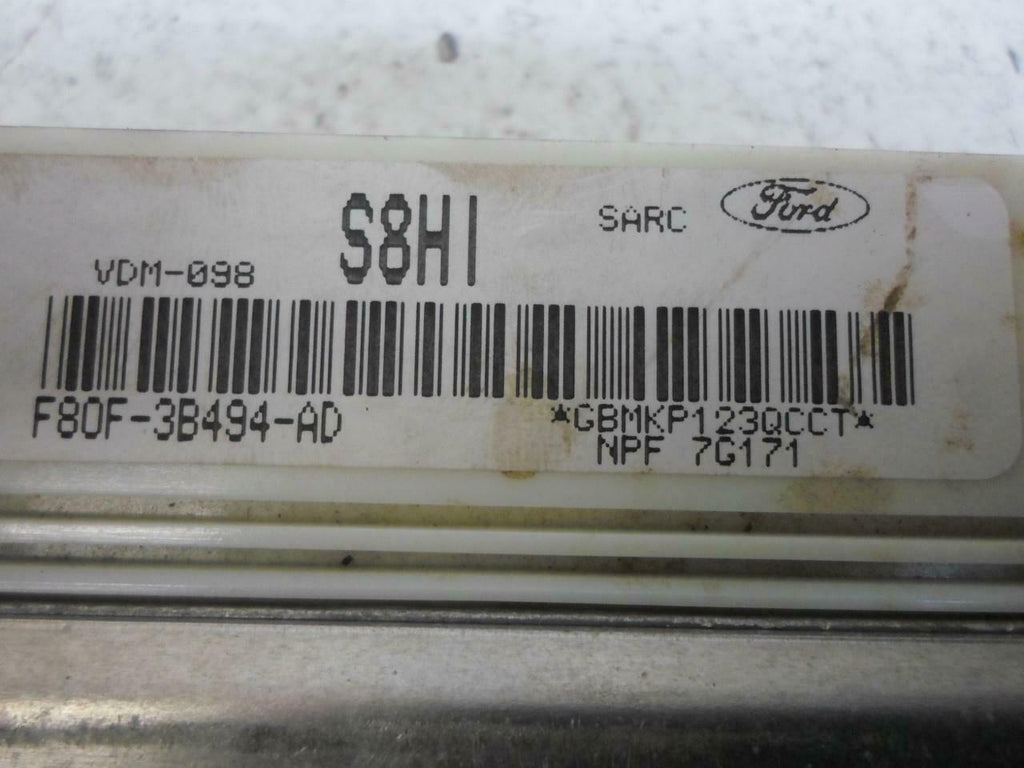 S8HI
SARC
Ford
VDM-098
F80F-3B494-AD
*GBMKP123QCCT*
NPF 7G171